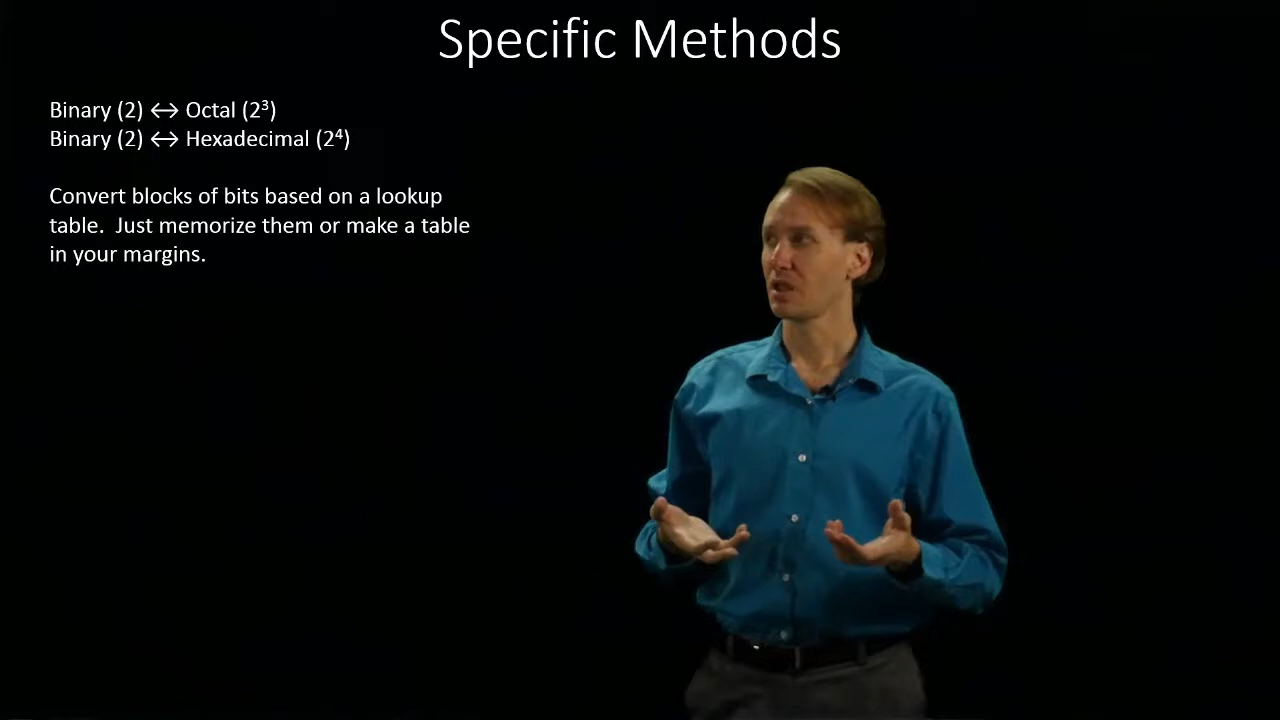 Specific Methods
Binary (2) ↔ Octal (2³)
Binary (2) ↔ Hexadecimal (2⁴)
Convert blocks of bits based on a lookup
table.  Just memorize them or make a table
in your margins.